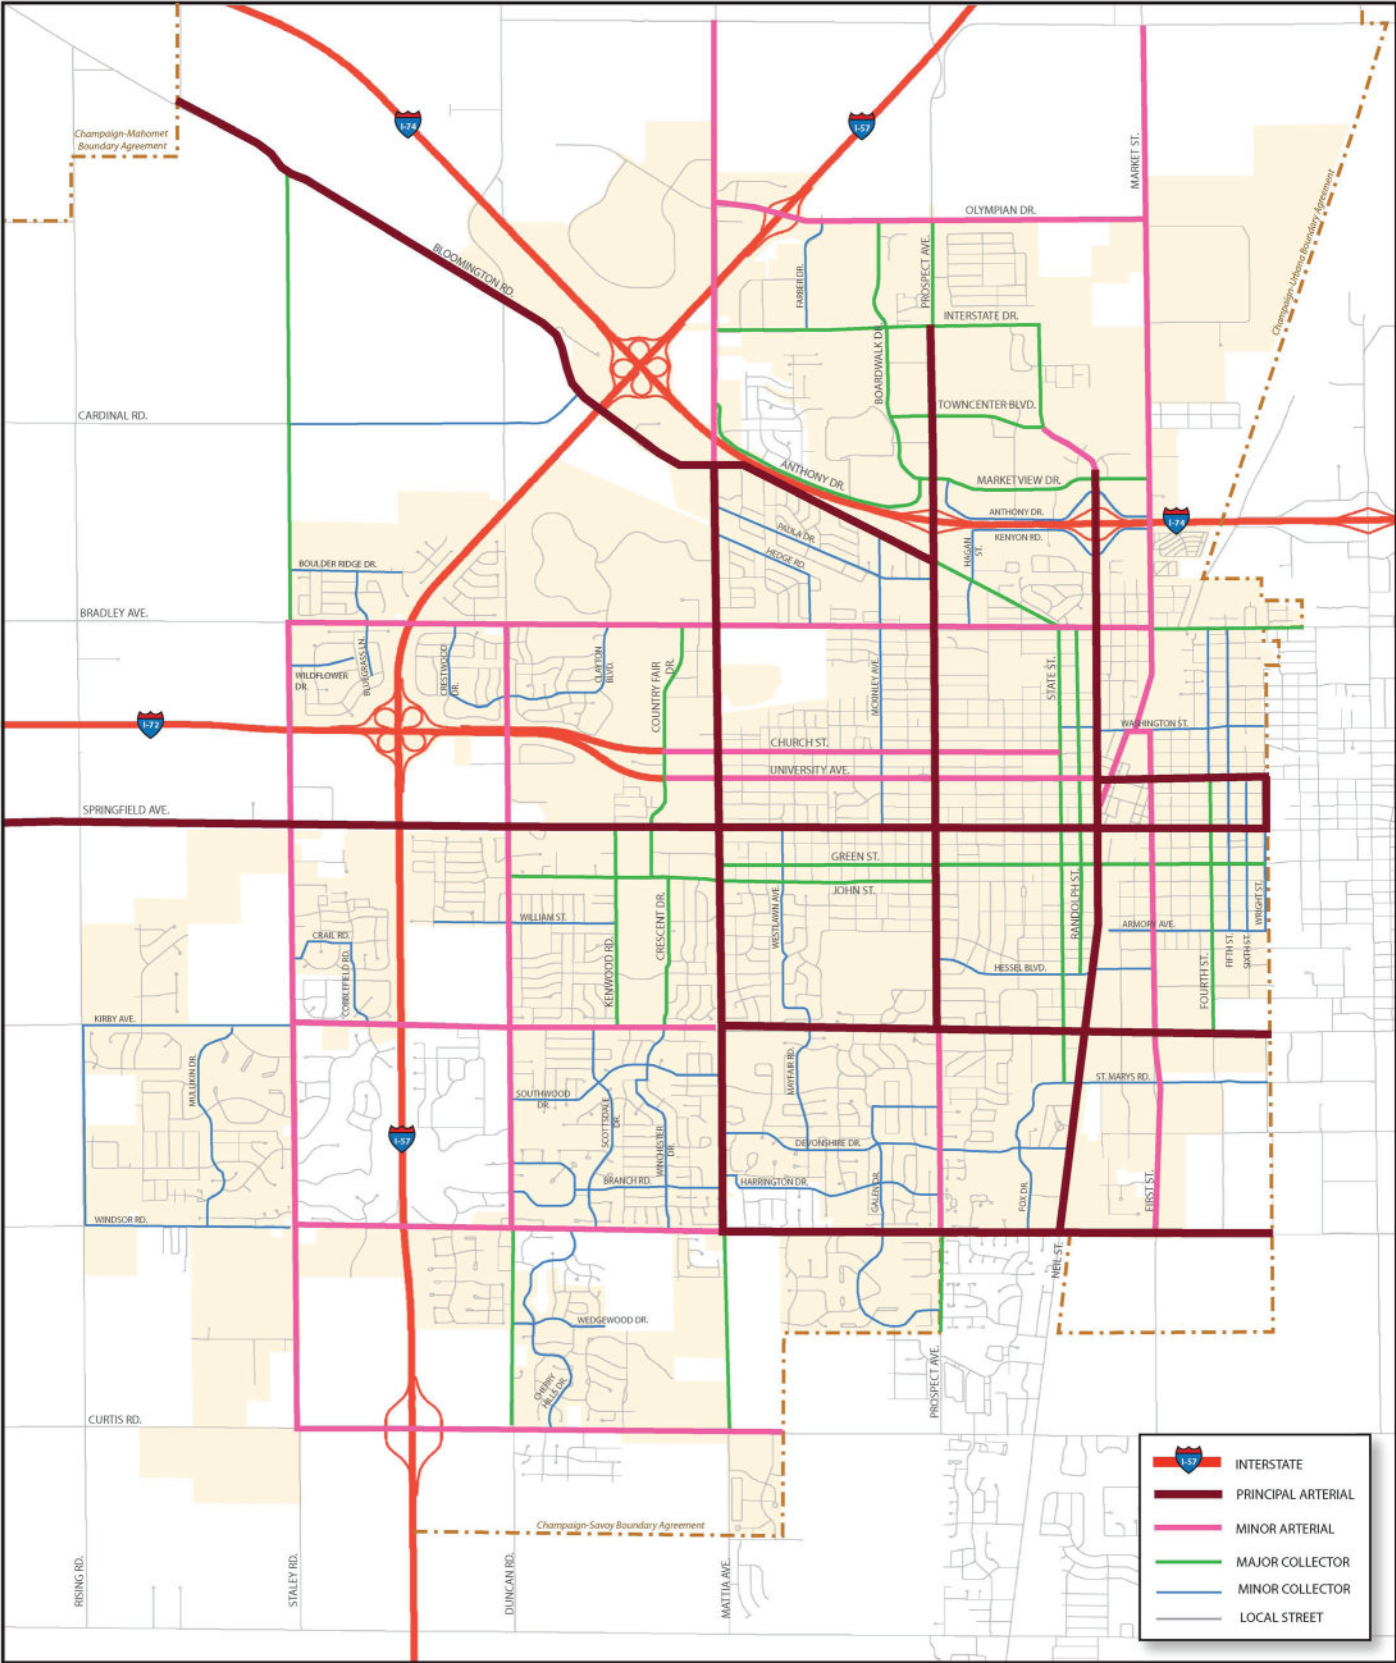 I-74
I-57
Champaign-Mahomet
Boundary Agreement
MARKET ST.
OLYMPIAN DR.
Champaign-Urbana Boundary Agreement
BLOOMINGTON RD.
FARBER DR.
PROSPECT AVE.
INTERSTATE DR.
BOARDWALK DR.
CARDINAL RD.
TOWNCENTER BLVD.
ANTHONY DR.
MARKETVIEW DR.
ANTHONY DR.
I-74
PAULA DR.
KENYON RD.
HEDGE RD.
HAGAN
ST.
BOULDER RIDGE DR.
BRADLEY AVE.
WILDFLOWER
DR.
BLUEGRASS LN.
CRESTWOOD
DR.
CLAYTON
BLVD.
COUNTRY FAIR
DR.
MCKINLEY AVE.
STATE ST.
I-72
WASHINGTON ST.
CHURCH ST.
UNIVERSITY AVE.
SPRINGFIELD AVE.
GREEN ST.
JOHN ST.
WILLIAM ST.
CRESCENT DR.
WESTLAWN AVE.
RANDOLPH ST.
ARMORY AVE.
WRIGHT ST.
CRAIL RD.
COBBLEFIELD RD.
KENWOOD RD.
HESSEL BLVD.
FOURTH ST.
FIFTH ST.
SIXTH ST.
KIRBY AVE.
MULLIKIN DR.
MAYFAIR RD.
ST. MARYS RD.
SOUTHWOOD
DR.
SCOTTSDALE
DR.
WINCHESTER
DR.
I-57
DEVONSHIRE DR.
BRANCH RD.
HARRINGTON DR.
GALEN DR.
FOX DR.
FIRST ST.
WINDSOR RD.
NEIL ST.
WEDGEWOOD DR.
CHERRY
HILLS DR.
PROSPECT AVE.
CURTIS RD.
Champaign-Savoy Boundary Agreement
RISING RD.
STALEY RD.
DUNCAN RD.
MATTIA AVE.
I-57
INTERSTATE
PRINCIPAL ARTERIAL
MINOR ARTERIAL
MAJOR COLLECTOR
MINOR COLLECTOR
LOCAL STREET